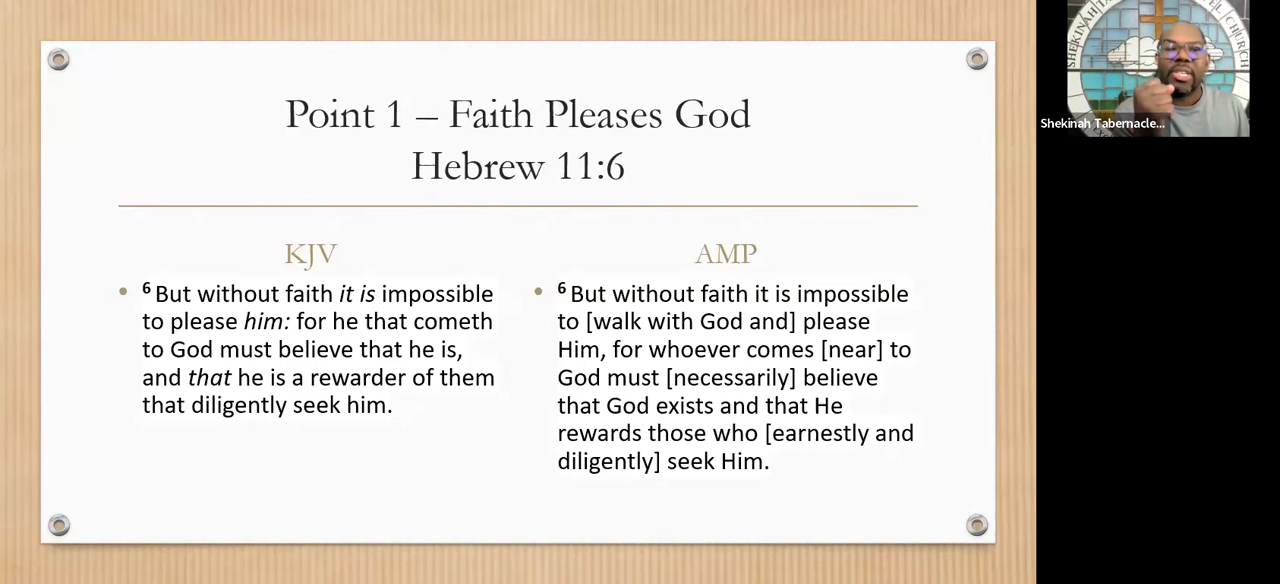 Point 1 – Faith Pleases God
Hebrew 11:6
KJV
• 6 But without faith it is impossible
to please him: for he that cometh
to God must believe that he is,
and that he is a rewarder of them
that diligently seek him.
AMP
• 6 But without faith it is impossible
to [walk with God and] please
Him, for whoever comes [near] to
God must [necessarily] believe
that God exists and that He
rewards those who [earnestly and
diligently] seek Him.
SHEKINAH TA
EL CHURCH
Shekinah Tabernacle...